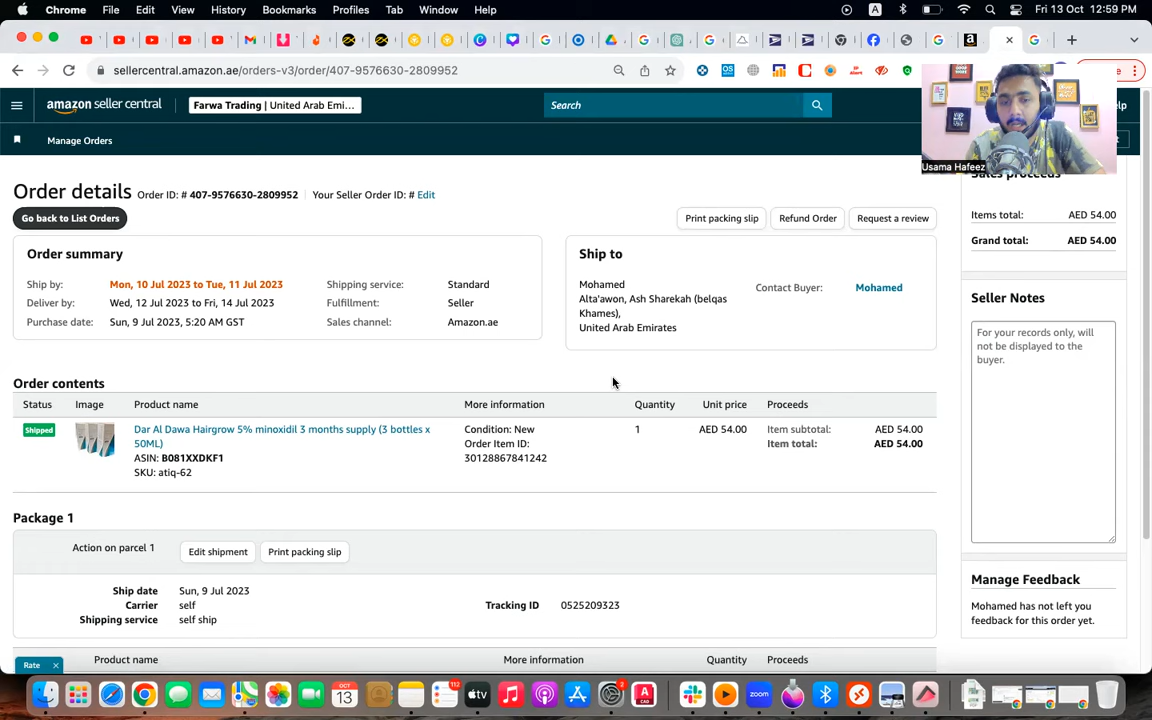 Chrome File Edit View History Bookmarks Profiles Tab Window Help A Fri 13 Oct 12:59 PM
sellercentral.amazon.ae/orders-v3/order/407-9576630-2809952
amazon seller central Farwa Trading | United Arab Emi... Search
Manage Orders
Usama Hafeez
Order details Order ID: # 407-9576630-2809952 Your Seller Order ID: # Edit
Go back to List Orders Print packing slip Refund Order Request a review
Order summary
Ship by: Mon, 10 Jul 2023 to Tue, 11 Jul 2023 Shipping service: Standard
Deliver by: Wed, 12 Jul 2023 to Fri, 14 Jul 2023 Fulfillment: Seller
Purchase date: Sun, 9 Jul 2023, 5:20 AM GST Sales channel: Amazon.ae
Ship to
Mohamed
Alta'awon, Ash Sharekah (belqas
Khames),
United Arab Emirates
Contact Buyer: Mohamed
Sales proceeds
Items total: AED 54.00
Grand total: AED 54.00
Seller Notes
For your records only, will
not be displayed to the
buyer.
Order contents
Status Image Product name More information Quantity Unit price Proceeds
Shipped
Dar Al Dawa Hairgrow 5% minoxidil 3 months supply (3 bottles x
50ML)
ASIN: B081XXDKF1
SKU: atiq-62
Condition: New
Order Item ID:
30128867841242
1 AED 54.00
Item subtotal: AED 54.00
Item total: AED 54.00
Package 1
Action on parcel 1 Edit shipment Print packing slip
Ship date Sun, 9 Jul 2023
Carrier self Tracking ID 0525209323
Shipping service self ship
Manage Feedback
Mohamed has not left you
feedback for this order yet.
Rate x
Product name More information Quantity Proceeds
OCT
13
112
tv
2
zoom